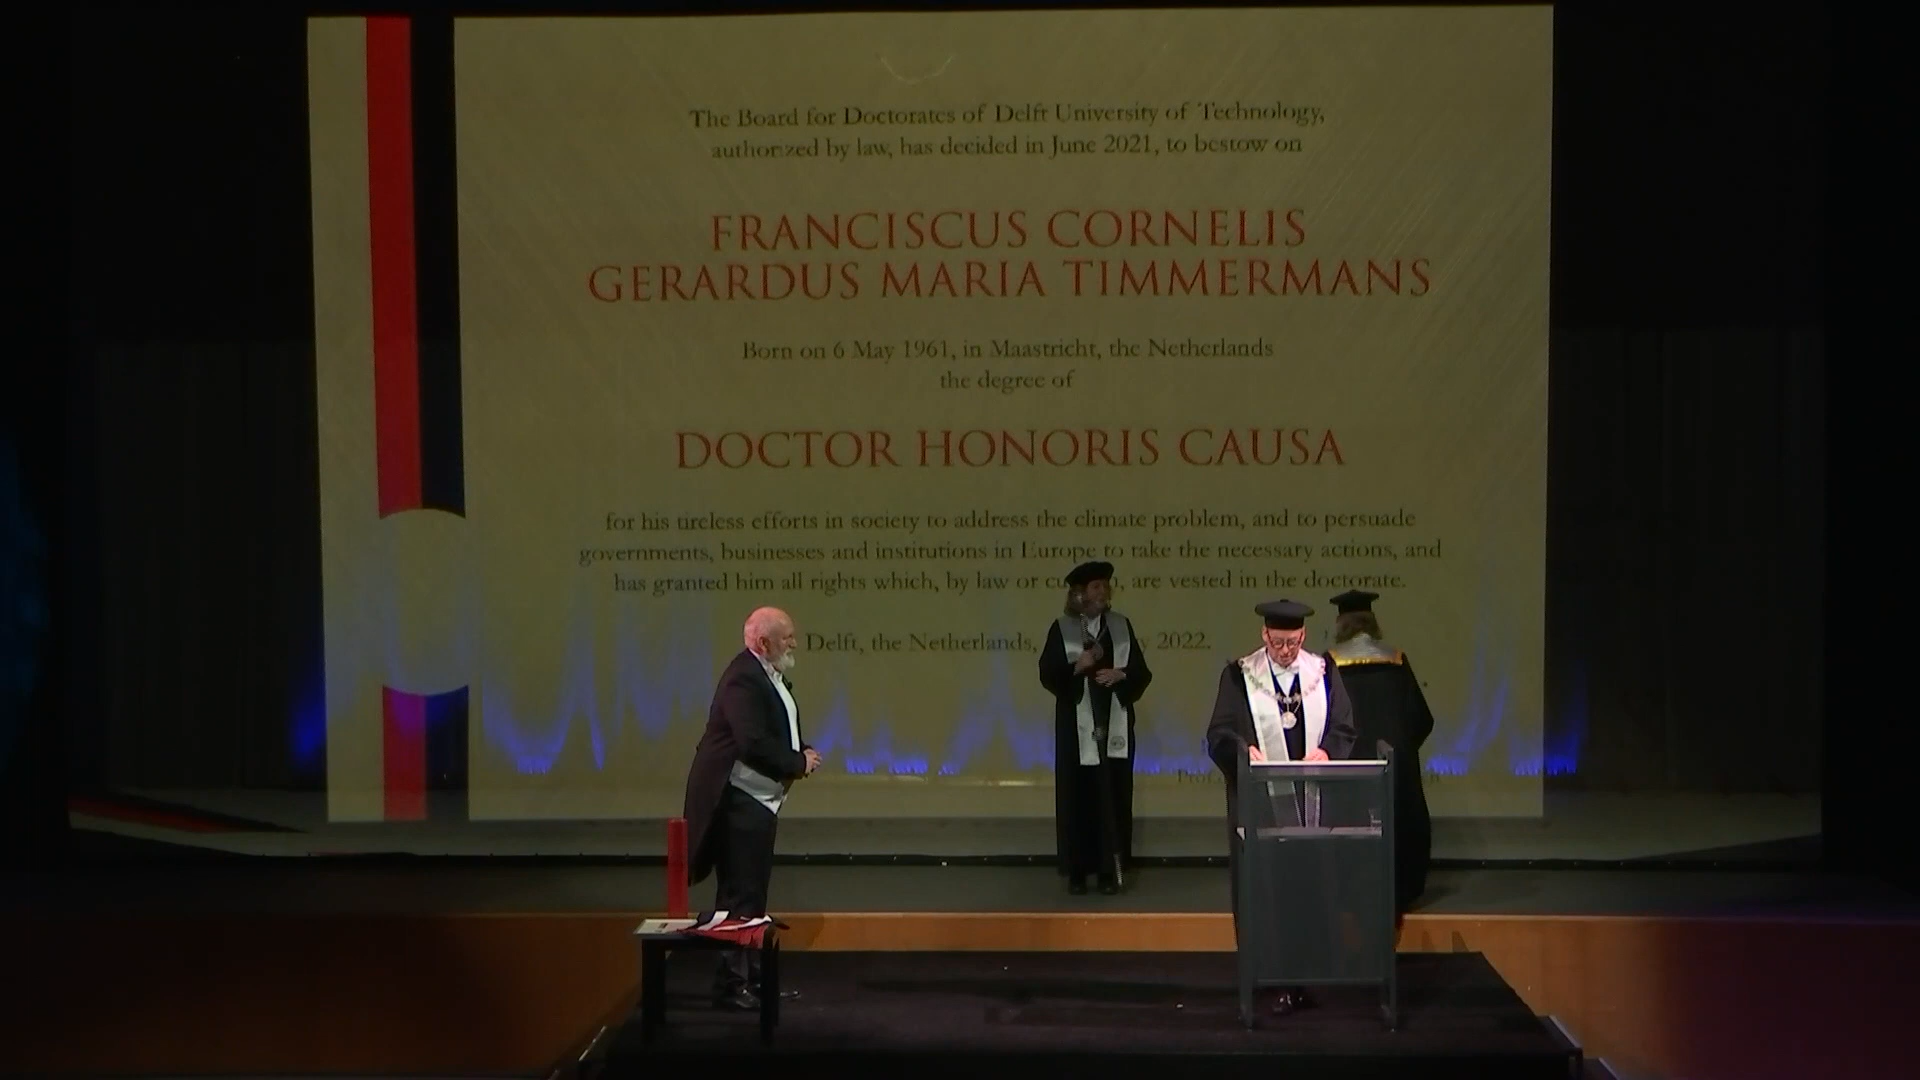 The Board for Doctorates of Delft University of Technology,
authorized by law, has decided in June 2021, to bestow on
FRANCISCUS CORNELIS
GERARDUS MARIA TIMMERMANS
Born on 6 May 1961, in Maastricht, the Netherlands
the degree of
DOCTOR HONORIS CAUSA
for his tireless efforts in society to address the climate problem, and to persuade
governments, businesses and institutions in Europe to take the necessary actions, and
has granted him all rights which, by law or , are vested in the doctorate.
Delft, the Netherlands, 2022.